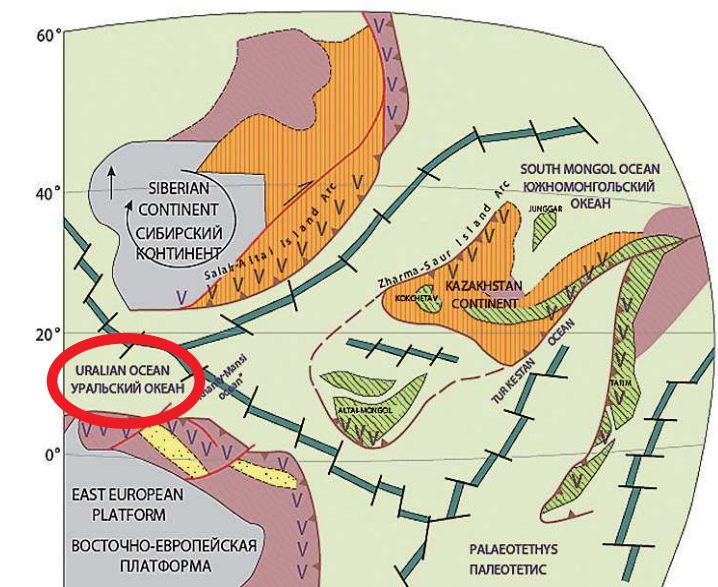 60°
SOUTH MONGOL OCEAN
ЮЖНОМОНГОЛЬСКИЙ
ОКЕАН
40°
SIBERIAN
CONTINENT
СИБИРСКИЙ
КОНТИНЕНТ
Salair-Altai Island Arc
Zharma-Saur Island Arc
JUNGGAR
KOKCHETAV
KAZAKHSTAN
CONTINENT
20°
URALIAN OCEAN
УРАЛЬСКИЙ ОКЕАН
Mansi
ocean"
TURKESTAN OCEAN
TARIM
ALTAI-MONGOL
0°
EAST EUROPEAN
PLATFORM
ВОСТОЧНО-ЕВРОПЕЙСКАЯ
ПЛАТФОРМА
PALAEOTETHYS
ПАЛЕОТЕТИС